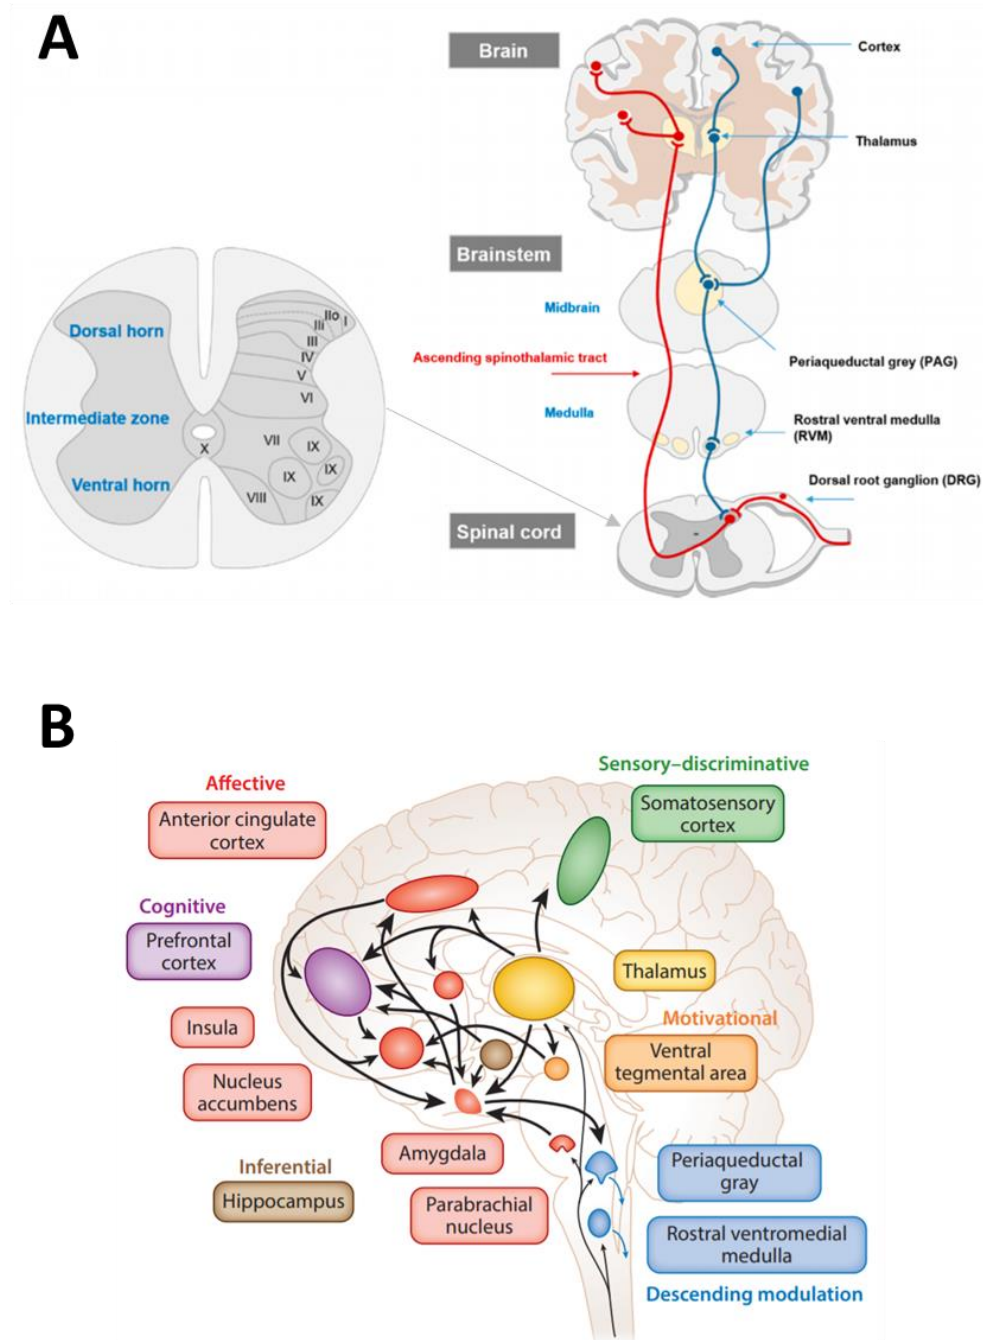 A
Brain
Cortex
Thalamus
Brainstem
Midbrain
Ascending spinothalamic tract
Periaqueductal grey (PAG)
Medulla
Rostral ventral medulla
(RVM)
Dorsal root ganglion (DRG)
Spinal cord
Dorsal horn
Intermediate zone
Ventral horn
I
IIo
IIi
III
IV
V
VI
VII
IX
IX
IX
VIII
IX
X
B
Affective
Anterior cingulate
cortex
Sensory–discriminative
Somatosensory
cortex
Cognitive
Prefrontal
cortex
Thalamus
Insula
Motivational
Ventral
tegmental area
Nucleus
accumbens
Amygdala
Inferential
Hippocampus
Parabrachial
nucleus
Periaqueductal
gray
Rostral ventromedial
medulla
Descending modulation